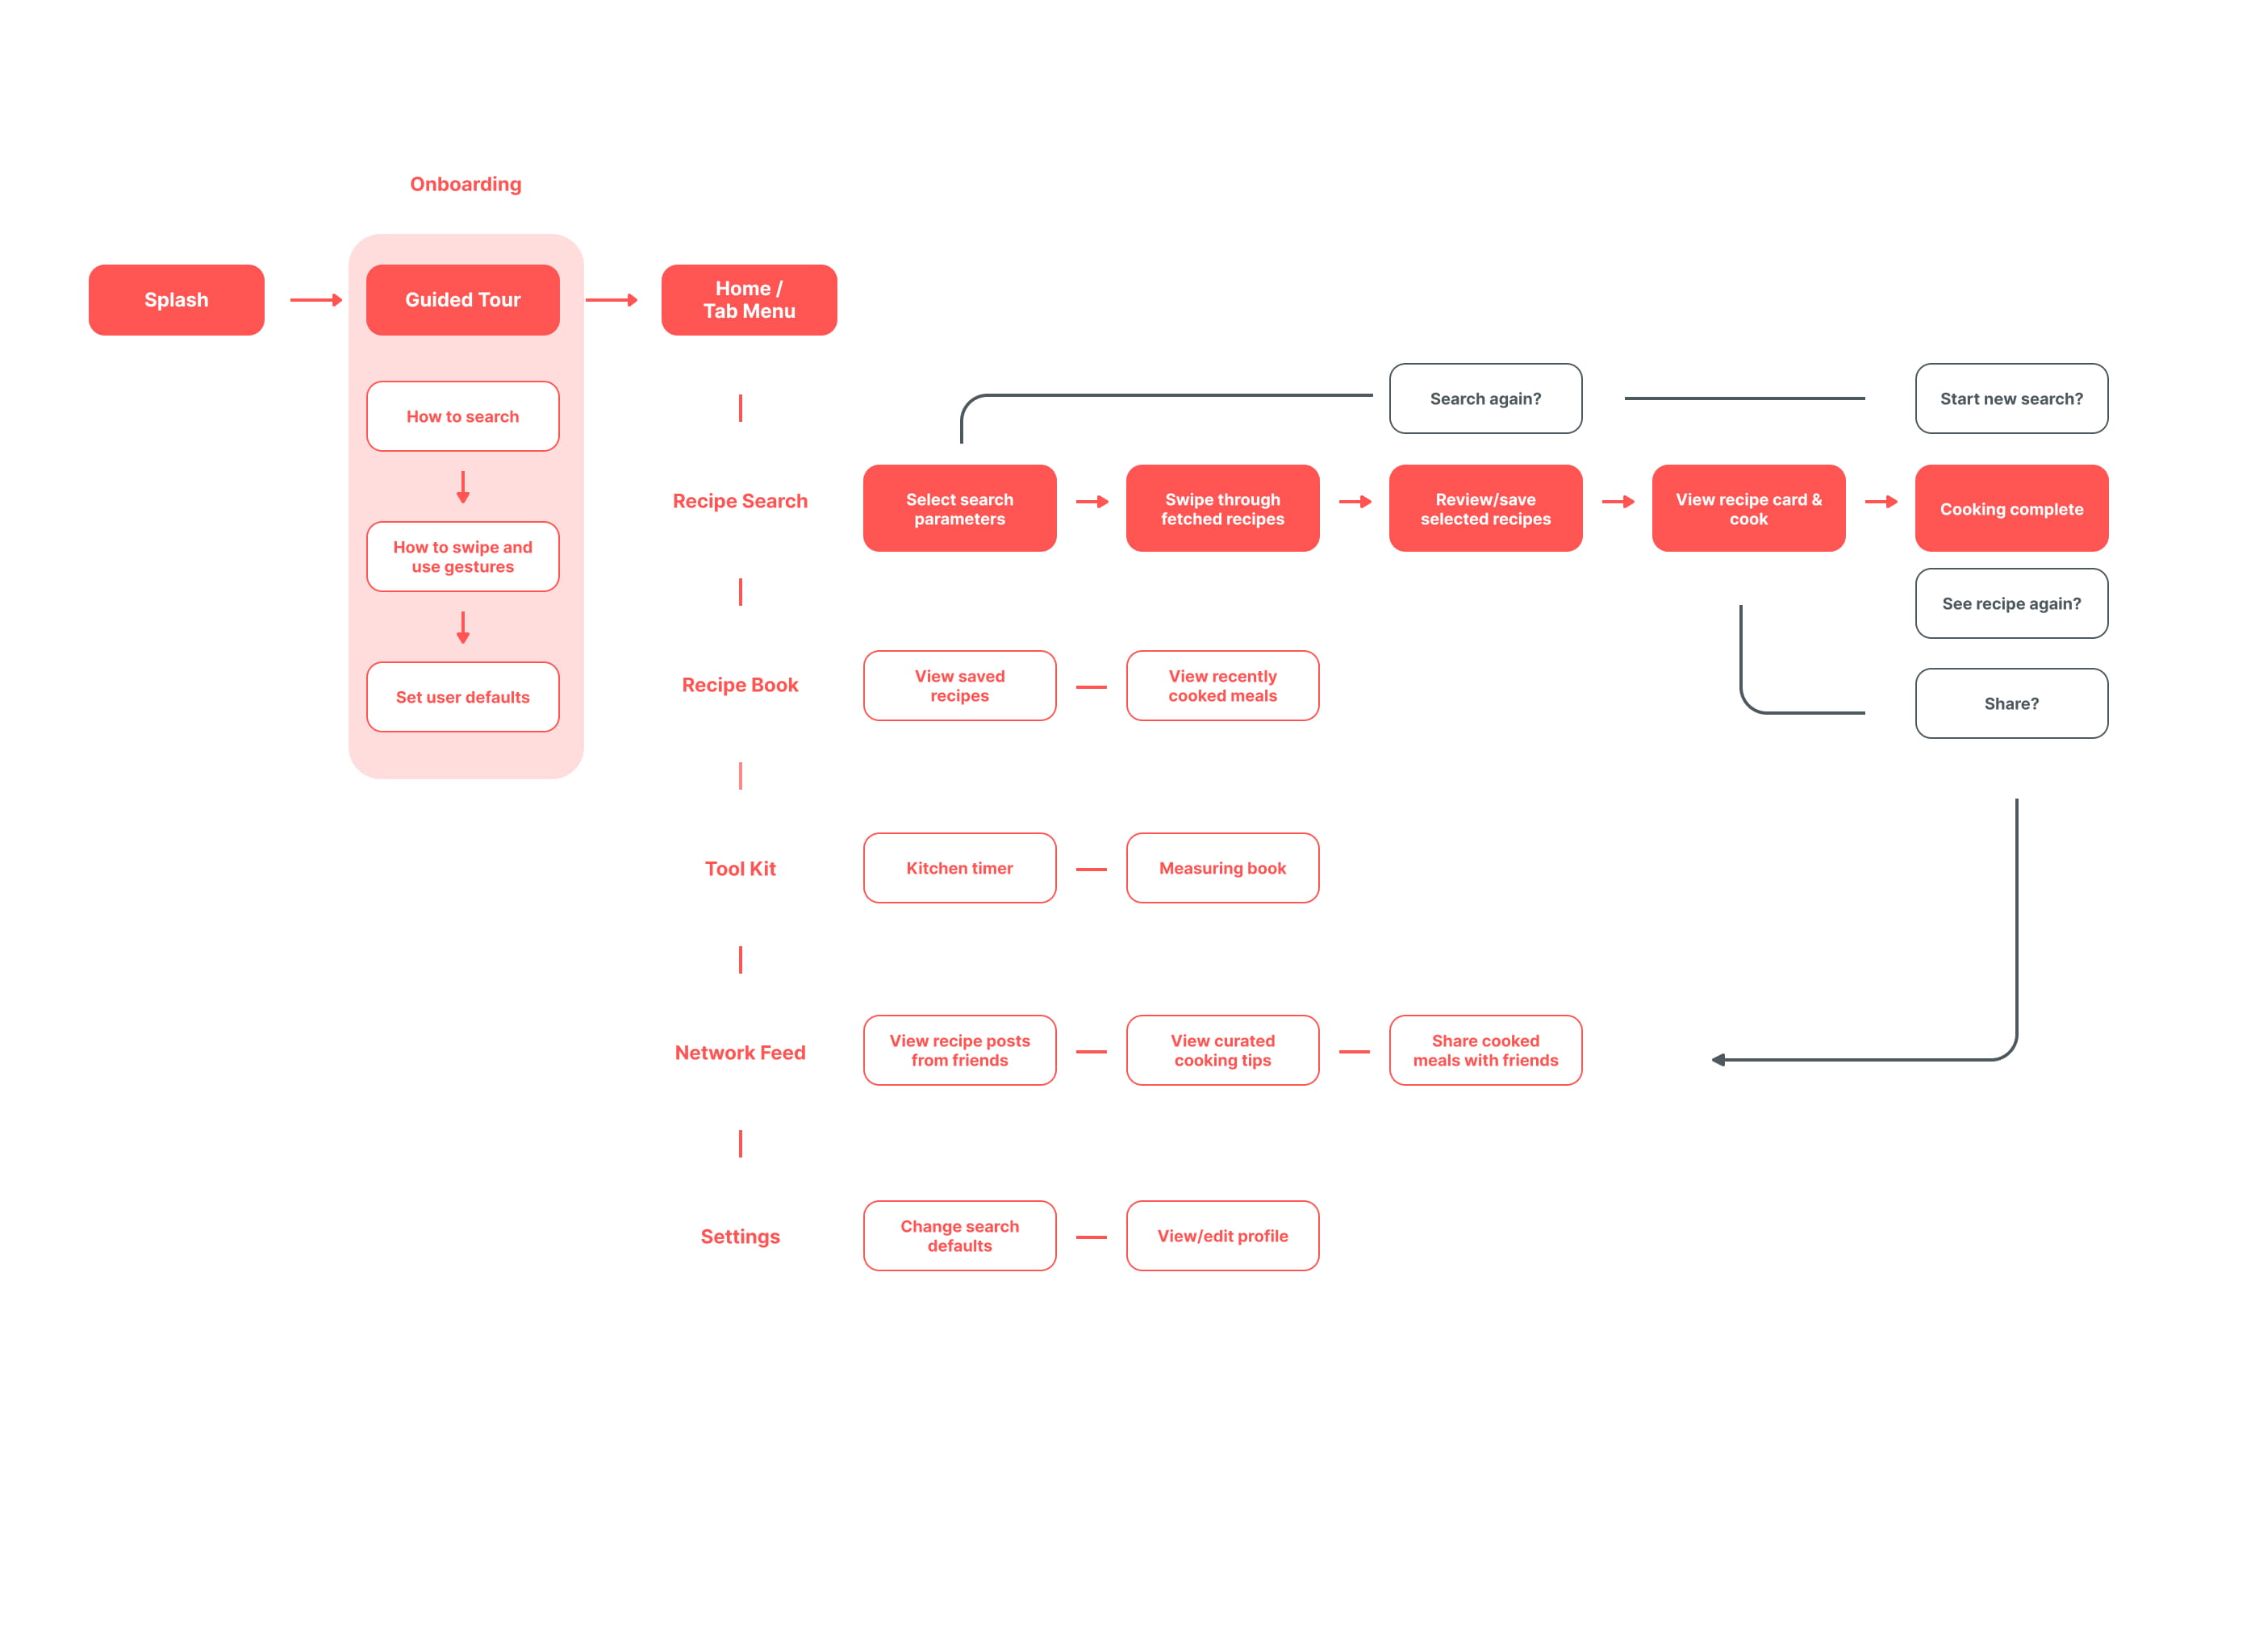 Onboarding
Splash
Guided Tour
Home /
Tab Menu
How to search
How to swipe and
use gestures
Set user defaults
Search again?
Start new search?
Recipe Search
Select search
parameters
Swipe through
fetched recipes
Review/save
selected recipes
View recipe card &
cook
Cooking complete
See recipe again?
Share?
Recipe Book
View saved
recipes
View recently
cooked meals
Tool Kit
Kitchen timer
Measuring book
Network Feed
View recipe posts
from friends
View curated
cooking tips
Share cooked
meals with friends
Settings
Change search
defaults
View/edit profile